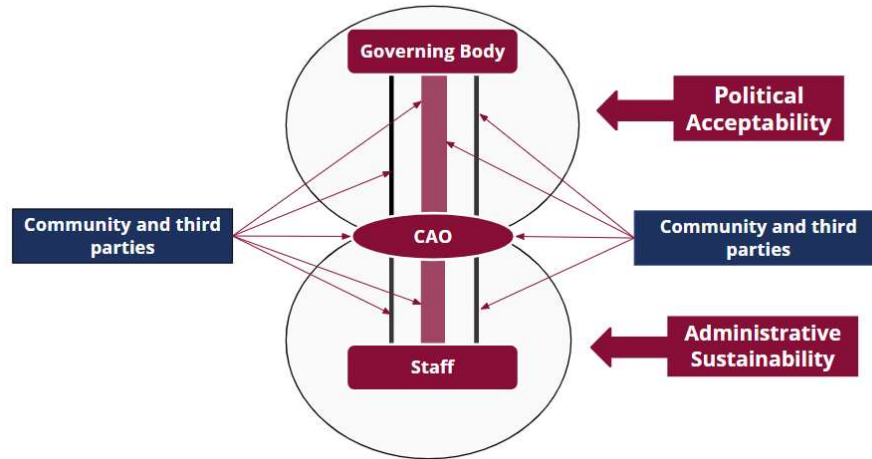 Governing Body
Political
Acceptability
Community and third
parties
CAO
Community and third
parties
Administrative
Sustainability
Staff